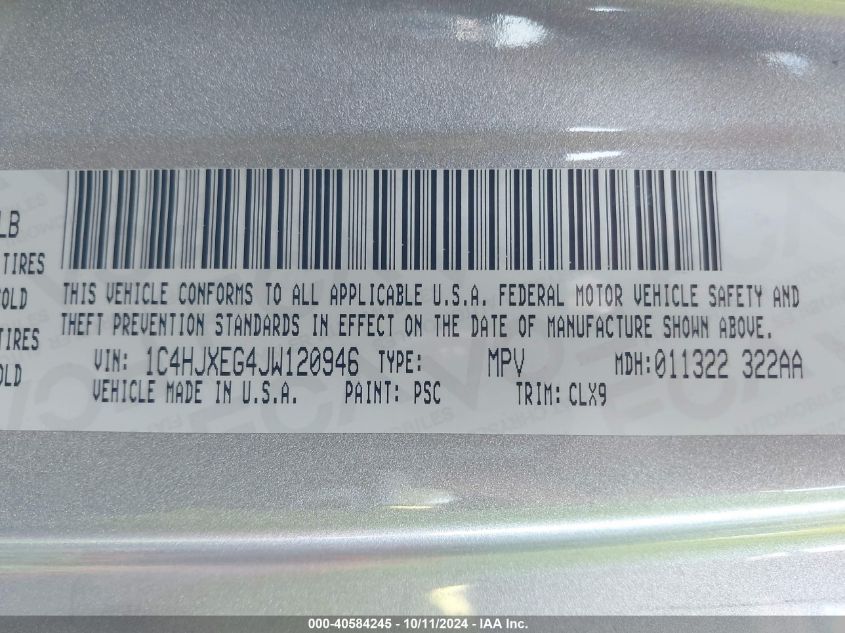 LB
TIRES
OLD
THIS VEHICLE CONFORMS TO ALL APPLICABLE U.S.A. FEDERAL MOTOR VEHICLE SAFETY AND
TIRES
THEFT PREVENTION STANDARDS IN EFFECT ON THE DATE OF MANUFACTURE SHOWN ABOVE.
OLD
VIN: 1C4HJXEG4JW120946 TYPE: MPV MDH:011322 322AA
VEHICLE MADE IN U.S.A. PAINT: PSC TRIM: CLX9
000-40584245 - 10/11/2024 - IAA Inc.